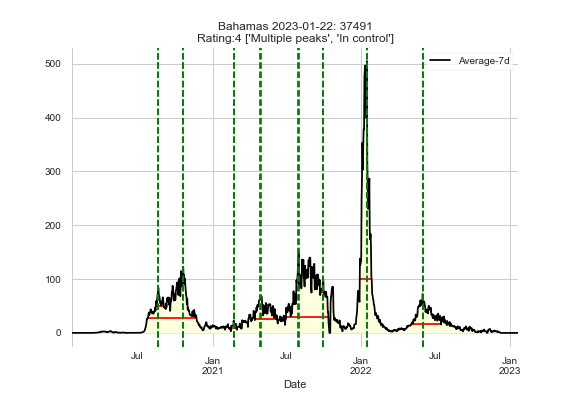 Bahamas 2023-01-22: 37491
Rating:4 ['Multiple peaks', 'In control']
Average-7d
500
400
300
200
100
0
Jul
Jan
2021
Jul
Jan
2022
Jul
Jan
2023
Date